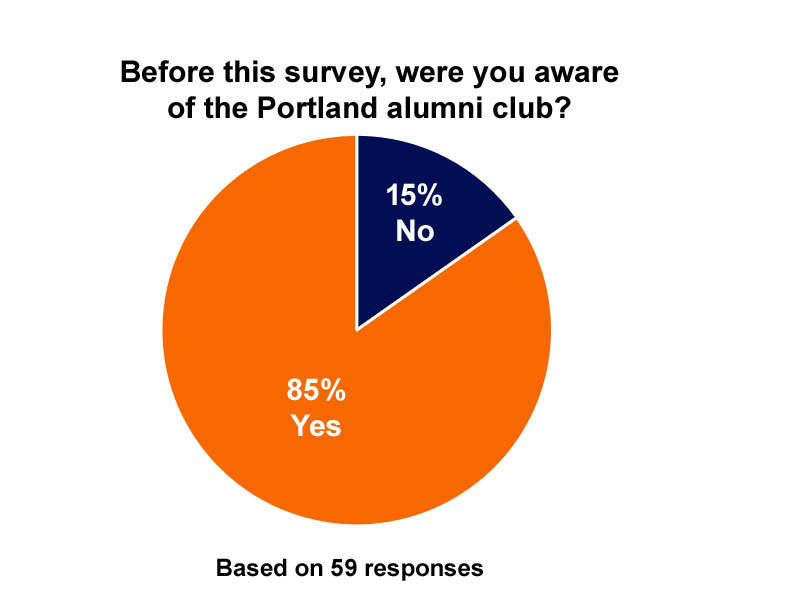 Before this survey, were you aware
of the Portland alumni club?
15%
No
85%
Yes
Based on 59 responses